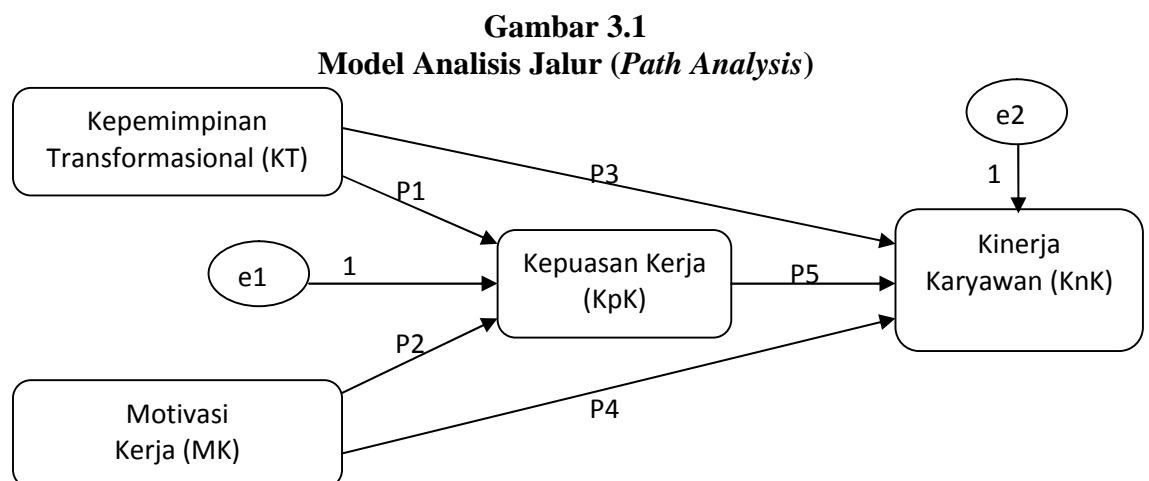 Gambar 3.1
Model Analisis Jalur (Path Analysis)
Kepemimpinan
Transformasional (KT)
e2
P3
1
P1
Kinerja
Karyawan (KnK)
e1
1
Kepuasan Kerja
(KpK)
P5
P2
Motivasi
Kerja (MK)
P4